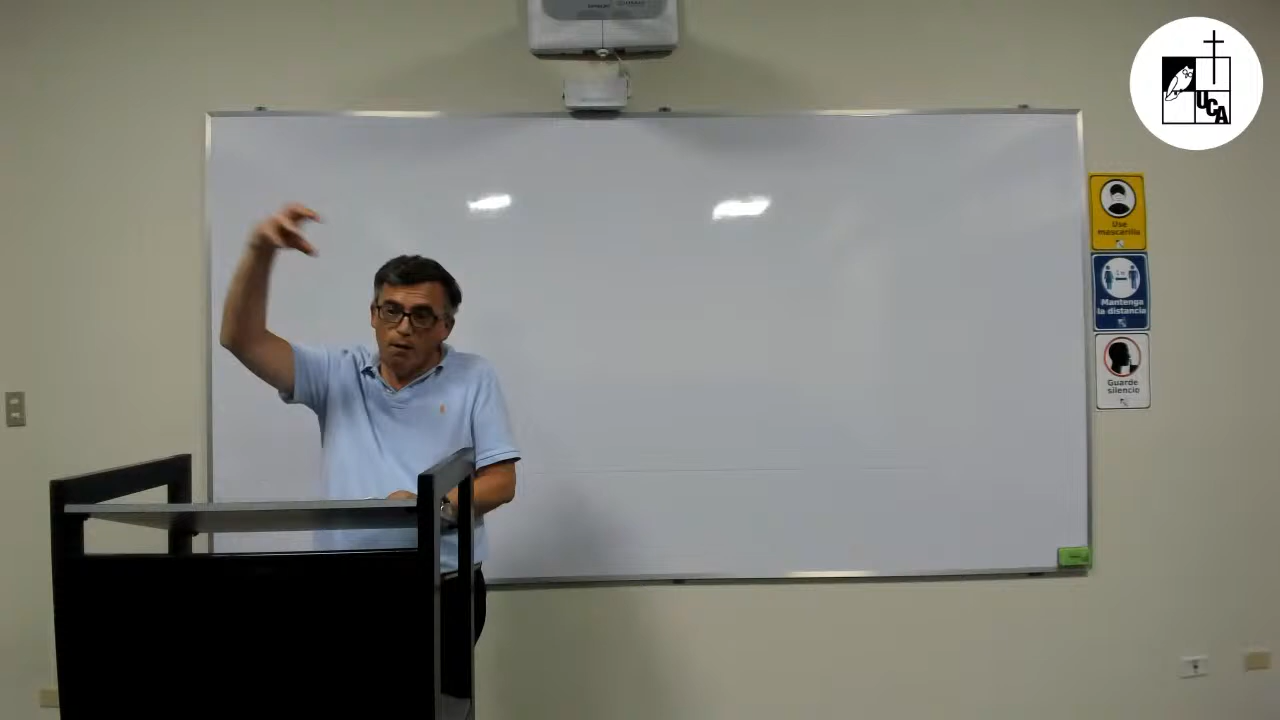 UCA
Use
mascarilla
Mantenga
la distancia
Guarde
silencio